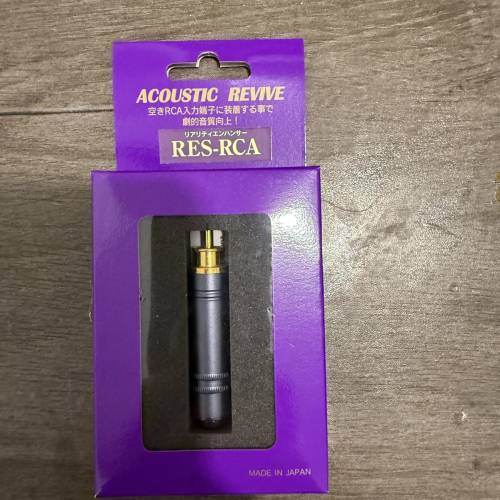 ACOUSTIC REVIVE
空きRCA入力端子に装着する事で
劇的音質向上！
リアリティエンハンサー
RES-RCA
MADE IN JAPAN